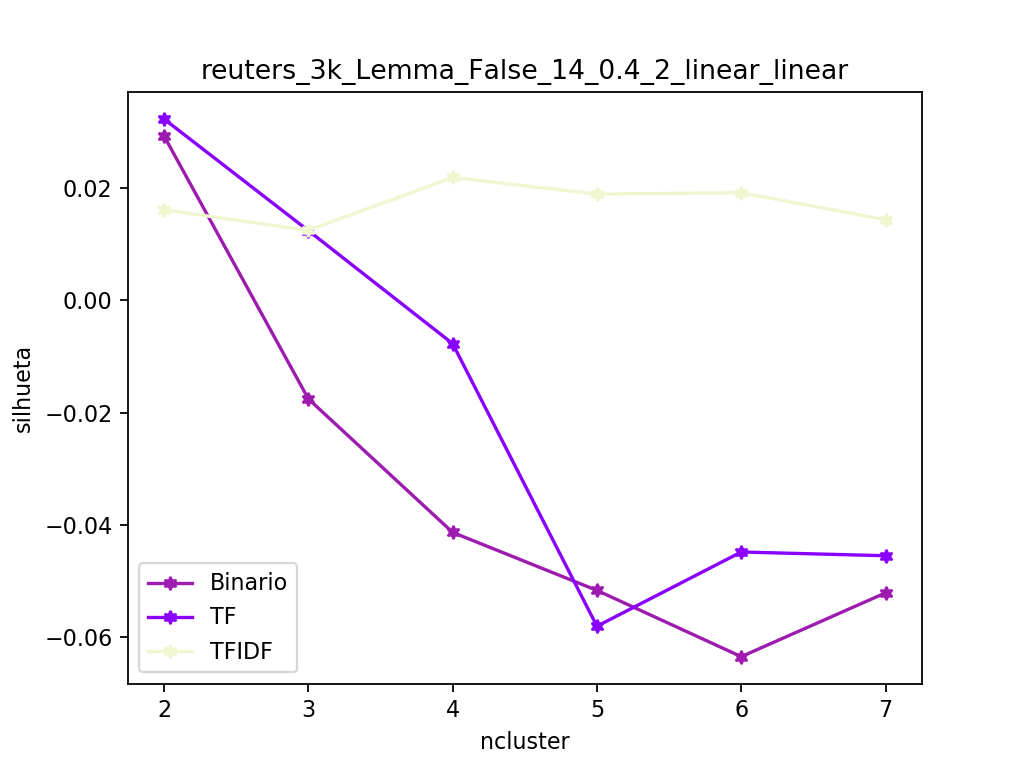 reuters_3k_Lemma_False_14_0.4_2_linear_linear
silhueta
0.02
0.00
−0.02
−0.04
−0.06
Binario
TF
TFIDF
2 3 4 5 6 7
ncluster